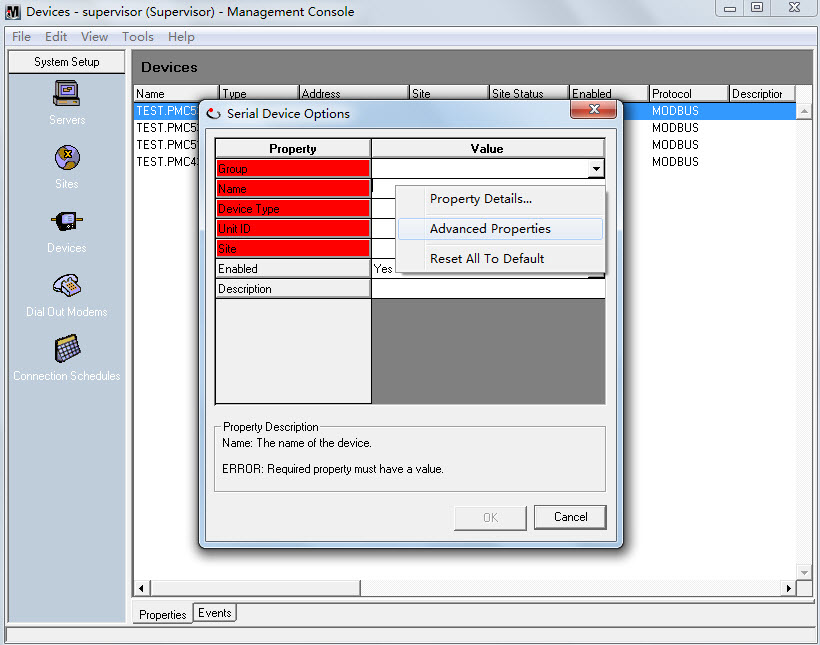 Devices - supervisor (Supervisor) - Management Console
File Edit View Tools Help
System Setup
Servers
Sites
Devices
Dial Out Modems
Connection Schedules
Devices
Name Type Address Site Site Status Enabled Protocol Description
TEST.PMC5 MODBUS
TEST.PMC5 MODBUS
TEST.PMC5 MODBUS
TEST.PMC4 MODBUS
Serial Device Options
Property Value
Group
Name
Device Type
Unit ID
Site
Enabled Yes
Description
Property Details...
Advanced Properties
Reset All To Default
Property Description
Name: The name of the device.
ERROR: Required property must have a value.
OK Cancel
Properties Events